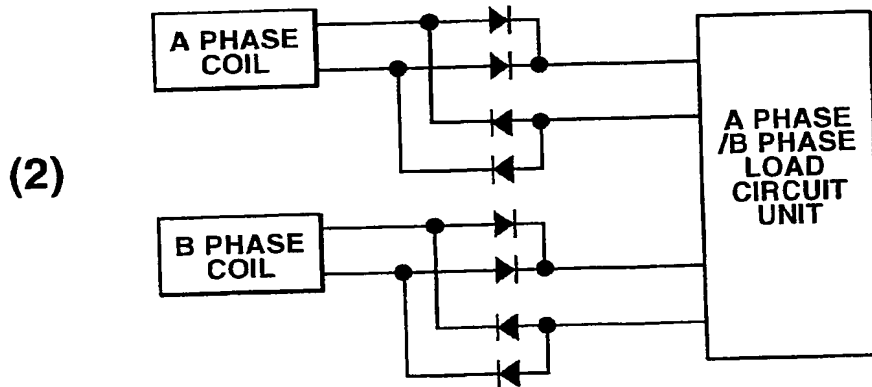 A PHASE
COIL
A PHASE
/B PHASE
LOAD
CIRCUIT
UNIT
(2)
B PHASE
COIL